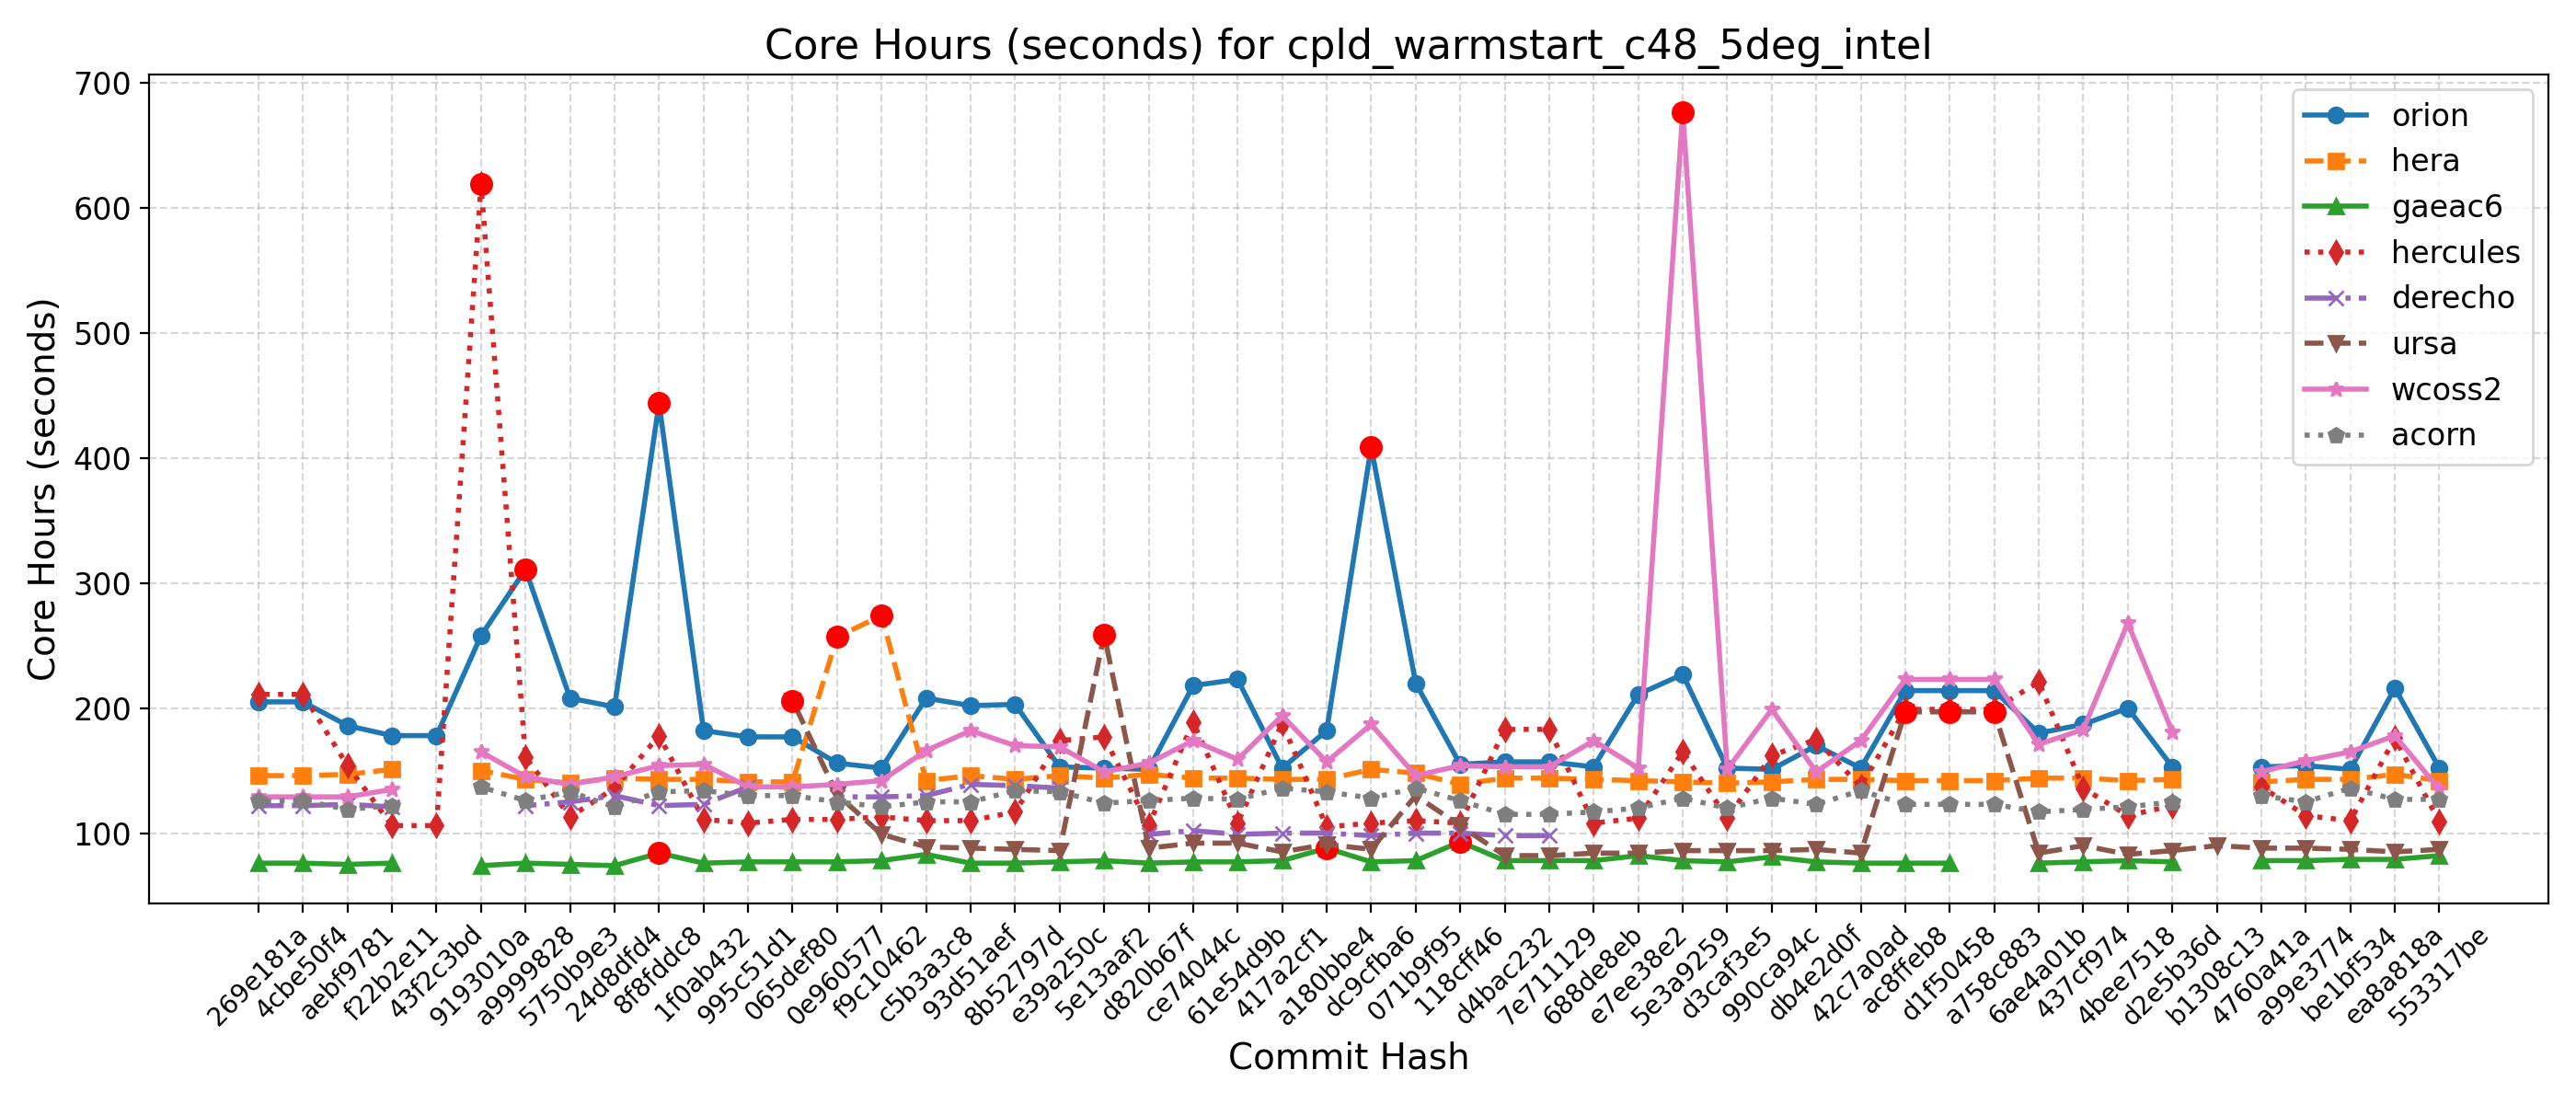 Core Hours (seconds) for cpld_warmstart_c48_5deg_intel
Core Hours (seconds)
700
600
500
400
300
200
100
orion
hera
gaeac6
hercules
derecho
ursa
wcoss2
acorn
269e181a
4cbe50f4
aebf9781
f22b2e11
43f2c3bd
9193010a
a9999828
5750b9e3
24d8dfd4
8f8fddc8
1f0ab432
995c51d1
065def80
0e960577
f9c10462
c5b3a3c8
93d51aef
8b52797d
e39a250c
5e13aaf2
d820b67f
ce74044c
61e54d9b
417a2cf1
a180bbe4
dc9cfba6
071b9f95
118cff46
d4bac232
7e711129
688de8eb
e7ee38e2
5e3a9259
d3caf3e5
990ca94c
db4e2d0f
42c7a0ad
ac8ffeb8
d1f50458
a758c883
6ae4a01b
437cf974
4bee7518
d2e5b36d
b1308c13
4760a41a
a99e3774
be1bf534
ea8a818a
553317be
Commit Hash